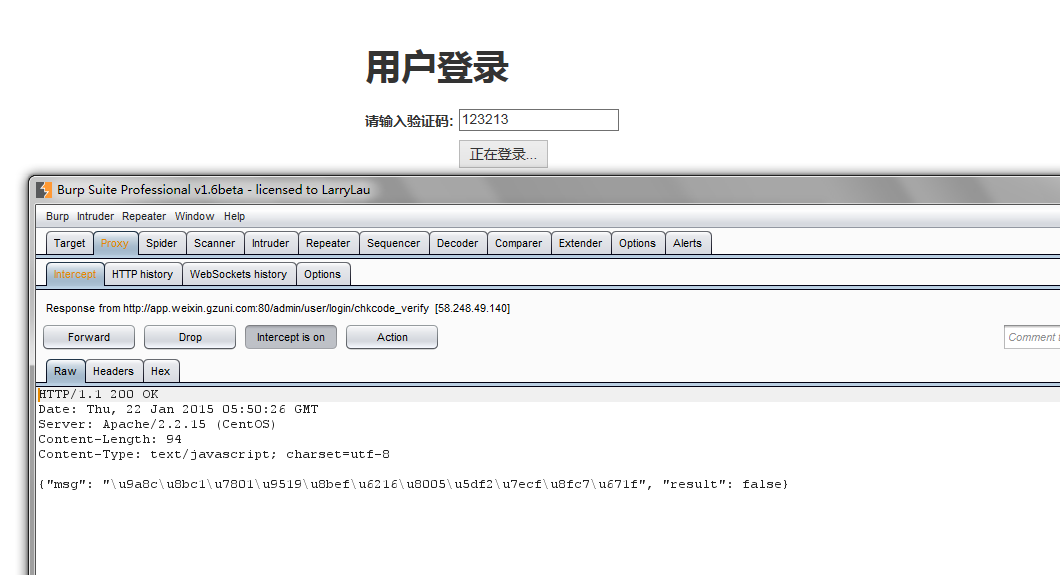 用户登录
请输入验证码: 123213
正在登录...
Burp Suite Professional v1.6beta - licensed to LarryLau
Burp Intruder Repeater Window Help
Target Proxy Spider Scanner Intruder Repeater Sequencer Decoder Comparer Extender Options Alerts
Intercept HTTP history WebSockets history Options
Response from http://app.weixin.gzuni.com:80/admin/user/login/chkcode_verify [58.248.49.140]
Forward Drop Intercept is on Action Comment
Raw Headers Hex
HTTP/1.1 200 OK
Date: Thu, 22 Jan 2015 05:50:26 GMT
Server: Apache/2.2.15 (CentOS)
Content-Length: 94
Content-Type: text/javascript; charset=utf-8
{"msg": "\u9a8c\u8bc1\u7801\u9519\u8bef\u6216\u8005\u5df2\u7ecf\u8fc7\u671f", "result": false}